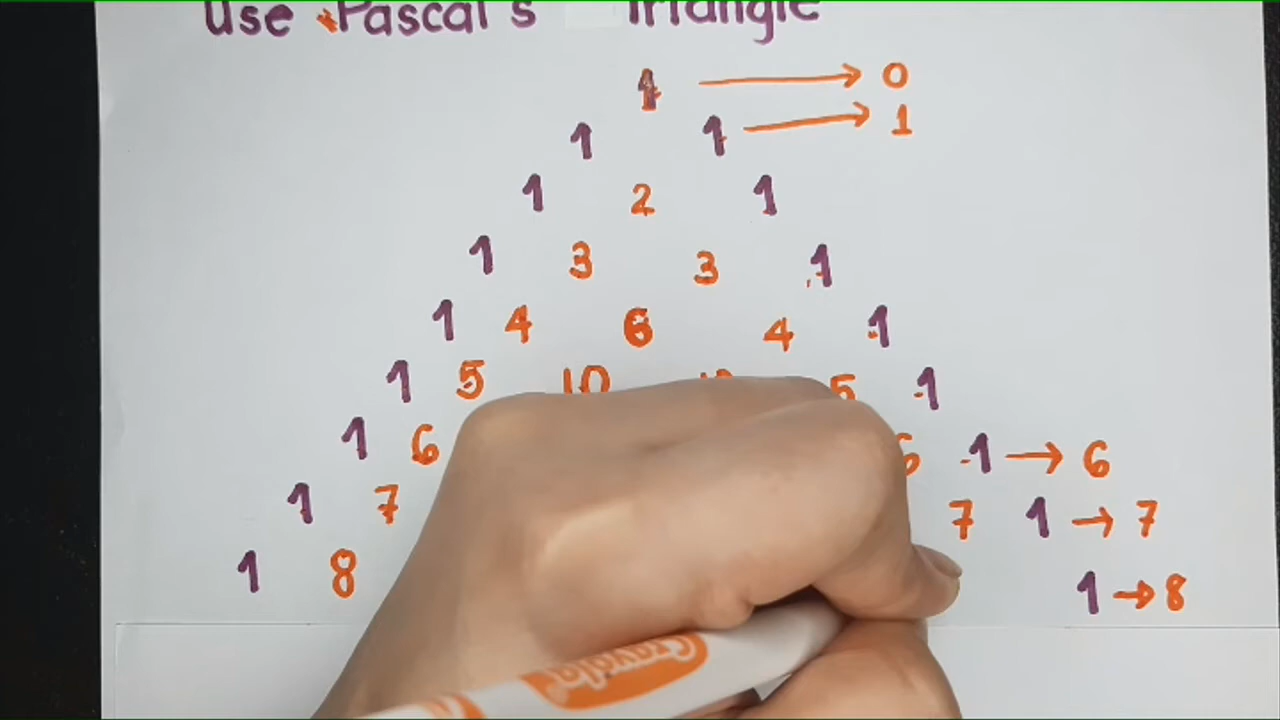 Use Pascal's Triangle
1 → 0
1 1 → 1
1 2 1
1 3 3 1
1 4 6 4 1
1 5 10 10 5 1
1 6 6 1 → 6
1 7 7 1 → 7
1 8 1 → 8
Crayola